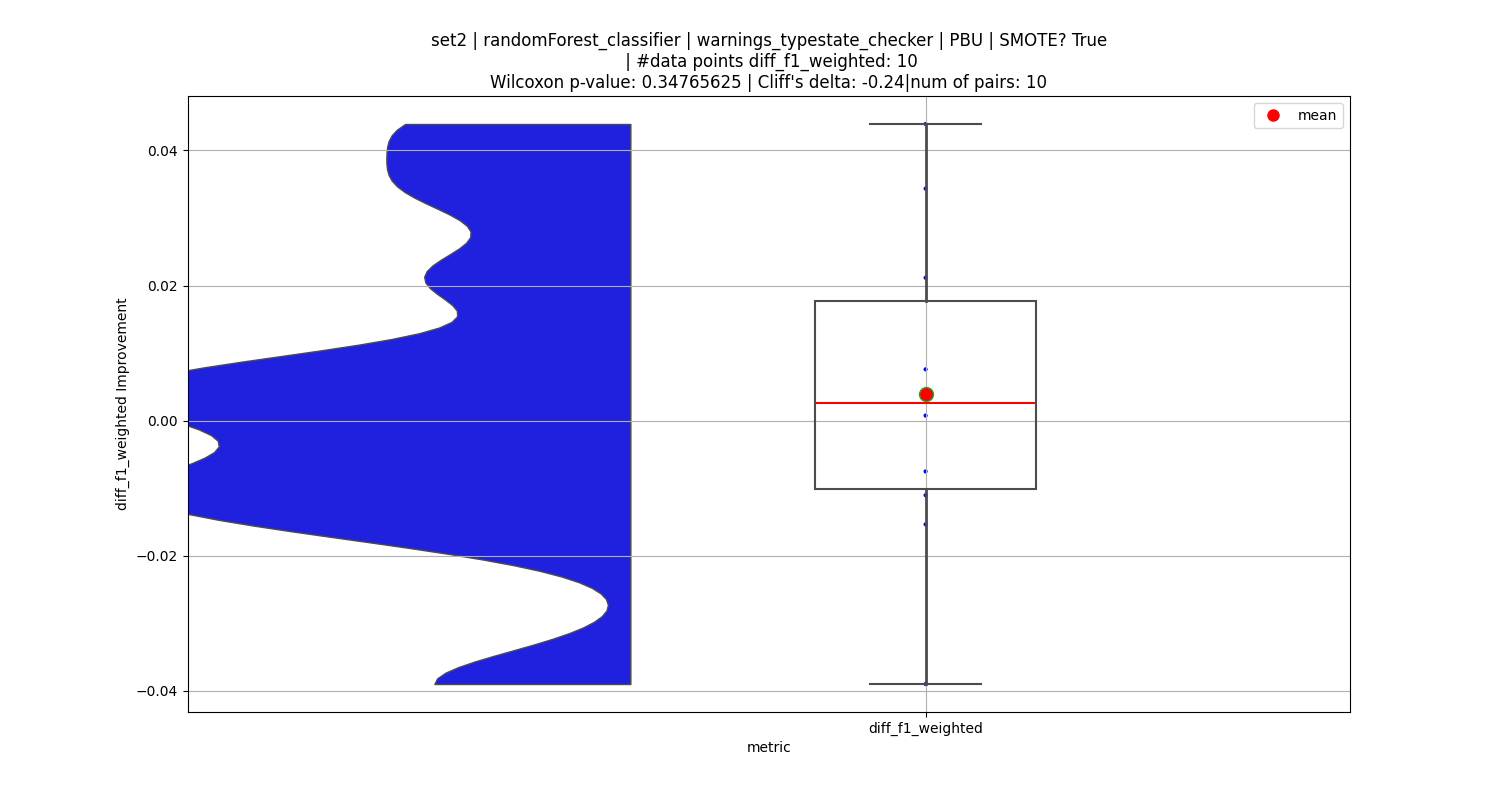 set2 | randomForest_classifier | warnings_typestate_checker | PBU | SMOTE? True
| #data points diff_f1_weighted: 10
Wilcoxon p-value: 0.34765625 | Cliff's delta: -0.24|num of pairs: 10
mean
0.04
0.02
0.00
−0.02
−0.04
diff_f1_weighted Improvement
diff_f1_weighted
metric